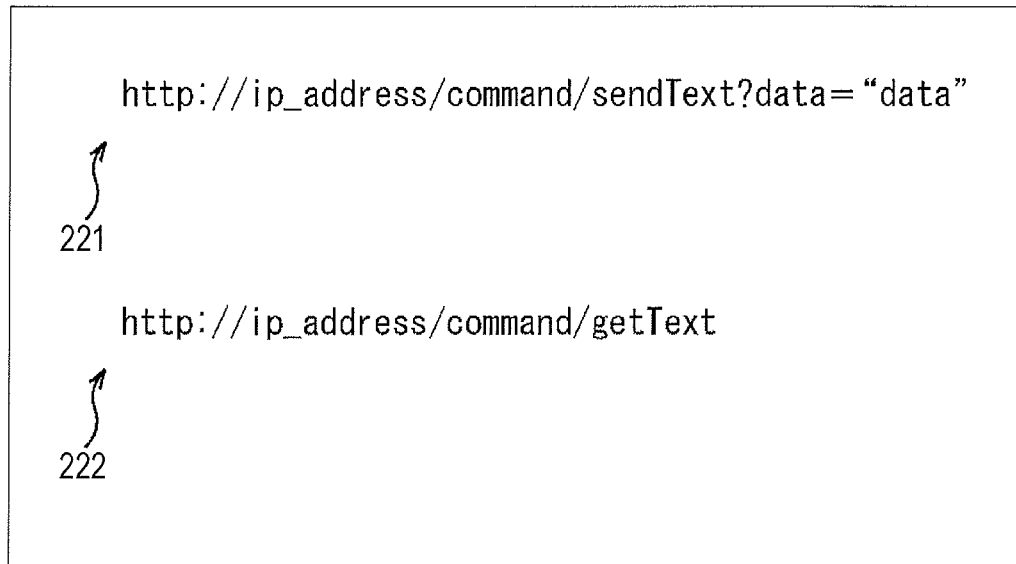 http://ip_address/command/sendText?data=“data”
221
http://ip_address/command/getText
222